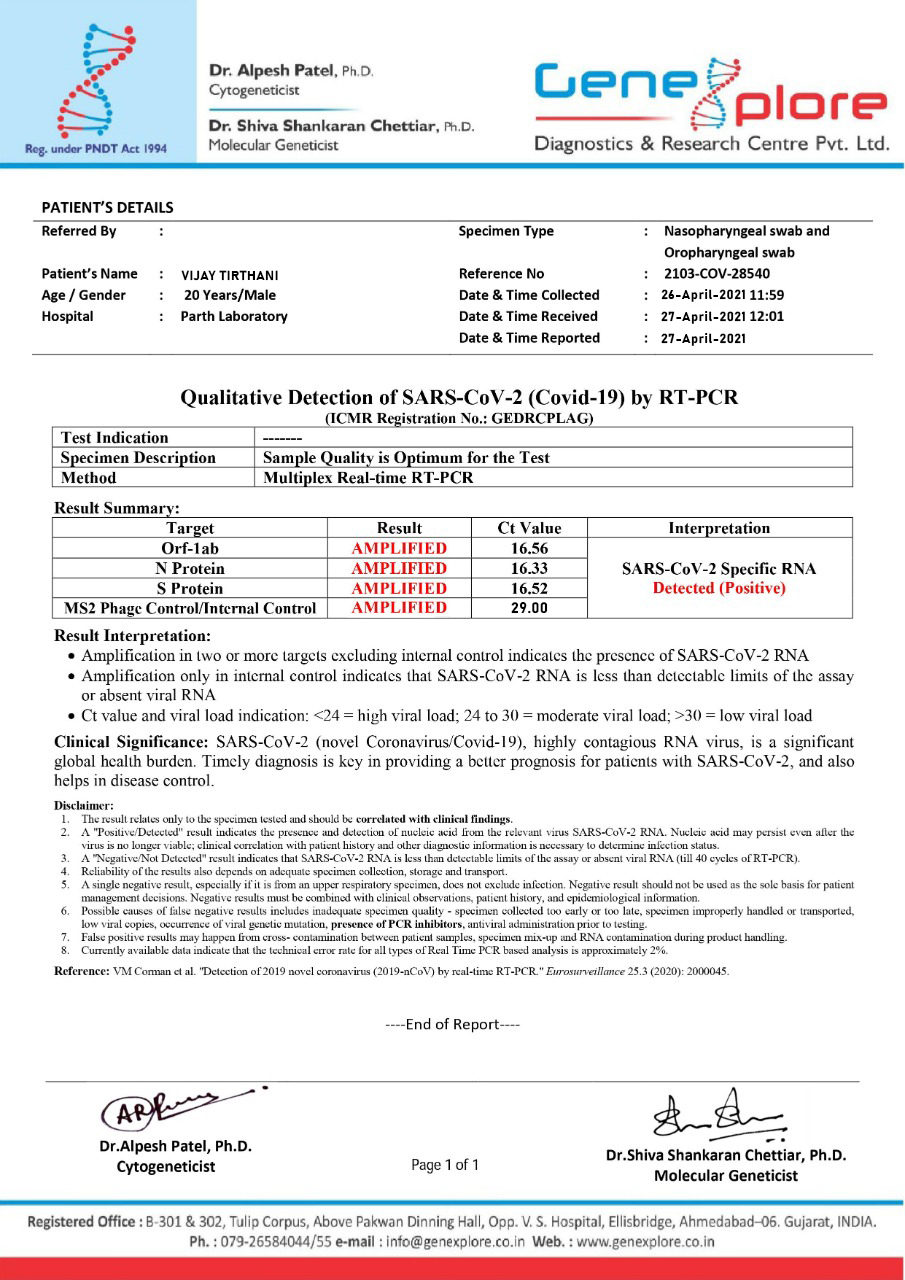 Reg. under PNDT Act 1994
Dr. Alpesh Patel, Ph.D.
Cytogeneticist
Dr. Shiva Shankaran Chettiar, Ph.D.
Molecular Geneticist
GeneXplore
Diagnostics & Research Centre Pvt. Ltd.
PATIENT'S DETAILS
Referred By :
Specimen Type : Nasopharyngeal swab and
Oropharyngeal swab
Patient's Name : VIJAY TIRTHANI
Reference No : 2103-COV-28540
Age / Gender : 20 Years/Male
Date & Time Collected : 26-April-2021 11:59
Hospital : Parth Laboratory
Date & Time Received : 27-April-2021 12:01
Date & Time Reported : 27-April-2021
Qualitative Detection of SARS-CoV-2 (Covid-19) by RT-PCR
(ICMR Registration No.: GEDRCPLAG)
Test Indication -------
Specimen Description Sample Quality is Optimum for the Test
Method Multiplex Real-time RT-PCR
Result Summary:
Target Result Ct Value Interpretation
Orf-1ab AMPLIFIED 16.56
N Protein AMPLIFIED 16.33 SARS-CoV-2 Specific RNA
S Protein AMPLIFIED 16.52 Detected (Positive)
MS2 Phage Control/Internal Control AMPLIFIED 29.00
Result Interpretation:
• Amplification in two or more targets excluding internal control indicates the presence of SARS-CoV-2 RNA
• Amplification only in internal control indicates that SARS-CoV-2 RNA is less than detectable limits of the assay
or absent viral RNA
• Ct value and viral load indication: <24 = high viral load; 24 to 30 = moderate viral load; >30 = low viral load
Clinical Significance: SARS-CoV-2 (novel Coronavirus/Covid-19), highly contagious RNA virus, is a significant
global health burden. Timely diagnosis is key in providing a better prognosis for patients with SARS-CoV-2, and also
helps in disease control.
Disclaimer:
1. The result relates only to the specimen tested and should be correlated with clinical findings.
2. A "Positive/Detected" result indicates the presence and detection of nucleic acid from the relevant virus SARS-CoV-2 RNA. Nucleic acid may persist even after the
virus is no longer viable; clinical correlation with patient history and other diagnostic information is necessary to determine infection status.
3. A "Negative/Not Detected" result indicates that SARS-CoV-2 RNA is less than detectable limits of the assay or absent viral RNA (till 40 cycles of RT-PCR).
4. Reliability of the results also depends on adequate specimen collection, storage and transport.
5. A single negative result, especially if it is from an upper respiratory specimen, does not exclude infection. Negative result should not be used as the sole basis for patient
management decisions. Negative results must be combined with clinical observations, patient history, and epidemiological information.
6. Possible causes of false negative results includes inadequate specimen quality - specimen collected too early or too late, specimen improperly handled or transported,
low viral copies, occurrence of viral genetic mutation, presence of PCR inhibitors, antiviral administration prior to testing.
7. False positive results may happen from cross- contamination between patient samples, specimen mix-up and RNA contamination during product handling.
8. Currently available data indicate that the technical error rate for all types of Real Time PCR based analysis is approximately 2%.
Reference: VM Corman et al. "Detection of 2019 novel coronavirus (2019-nCoV) by real-time RT-PCR." Eurosurveillance 25.3 (2020): 2000045.
----End of Report----
Dr.Alpesh Patel, Ph.D.
Cytogeneticist
Page 1 of 1
Dr.Shiva Shankaran Chettiar, Ph.D.
Molecular Geneticist
Registered Office : B-301 & 302, Tulip Corpus, Above Pakwan Dinning Hall, Opp. V. S. Hospital, Ellisbridge, Ahmedabad–06. Gujarat, INDIA.
Ph. : 079-26584044/55 e-mail : info@genexplore.co.in Web. : www.genexplore.co.in